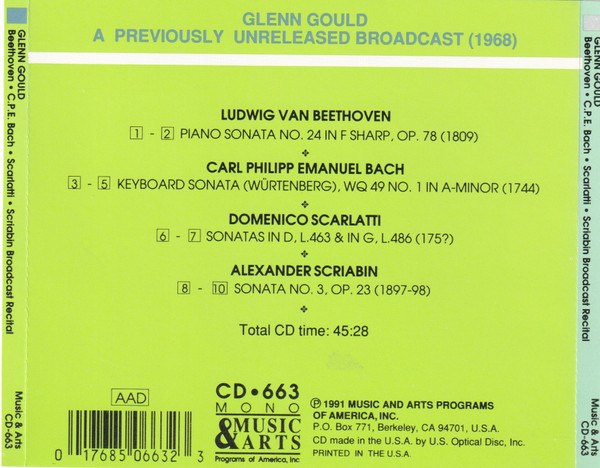 GLENN GOULD
A PREVIOUSLY UNRELEASED BROADCAST (1968)
LUDWIG VAN BEETHOVEN
1 - 2 PIANO SONATA NO. 24 IN F SHARP, OP. 78 (1809)
CARL PHILIPP EMANUEL BACH
3 - 5 KEYBOARD SONATA (WÜRTENBERG), WQ 49 NO. 1 IN A-MINOR (1744)
DOMENICO SCARLATTI
6 - 7 SONATAS IN D, L.463 & IN G, L.486 (175?)
ALEXANDER SCRIABIN
8 - 10 SONATA NO. 3, OP. 23 (1897-98)
Total CD time: 45:28
AAD
0 17685 06632 3
CD • 663
MONO
MUSIC
& ARTS
Programs of America, Inc
℗ 1991 MUSIC AND ARTS PROGRAMS
OF AMERICA, INC.
P.O. Box 771, Berkeley, CA 94701, U.S.A.
CD made in the U.S.A. by U.S. Optical Disc, Inc.
PRINTED IN THE U.S.A.
GLENN GOULD
Beethoven • C.P.E. Bach • Scarlatti • Scriabin Broadcast Recital
Music & Arts
CD-663
GLENN GOULD
Beethoven • C.P.E. Bach • Scarlatti • Scriabin Broadcast Recital
Music & Arts
CD-663